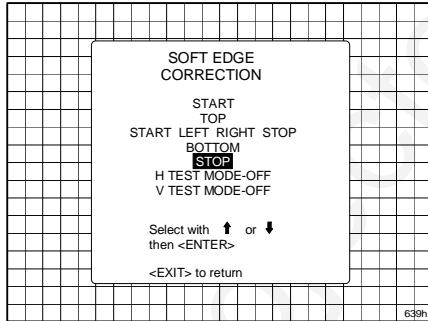 SOFT EDGE
CORRECTION
START
TOP
START LEFT RIGHT STOP
BOTTOM
STOP
H TEST MODE-OFF
V TEST MODE-OFF
Select with ⬆ or ⬇
then <ENTER>
<EXIT> to return
639h